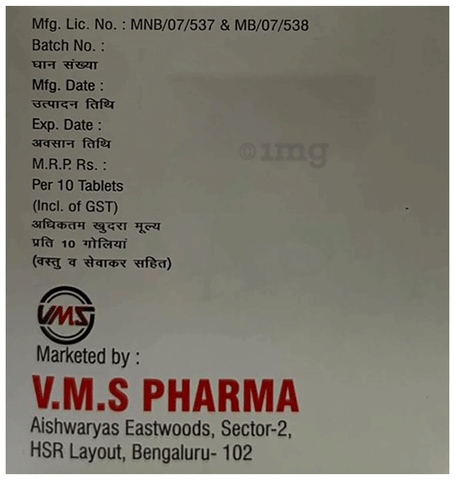 Mfg. Lic. No. : MNB/07/537 & MB/07/538
Batch No. :
घान संख्या
Mfg. Date :
उत्पादन तिथि
Exp. Date :
अवसान तिथि
M.R.P. Rs. :
Per 10 Tablets
(Incl. of GST)
अधिकतम खुदरा मूल्य
प्रति 10 गोलियां
(वस्तु व सेवाकर सहित)
1mg
VMS
Marketed by :
V.M.S PHARMA
Aishwaryas Eastwoods, Sector-2,
HSR Layout, Bengaluru- 102